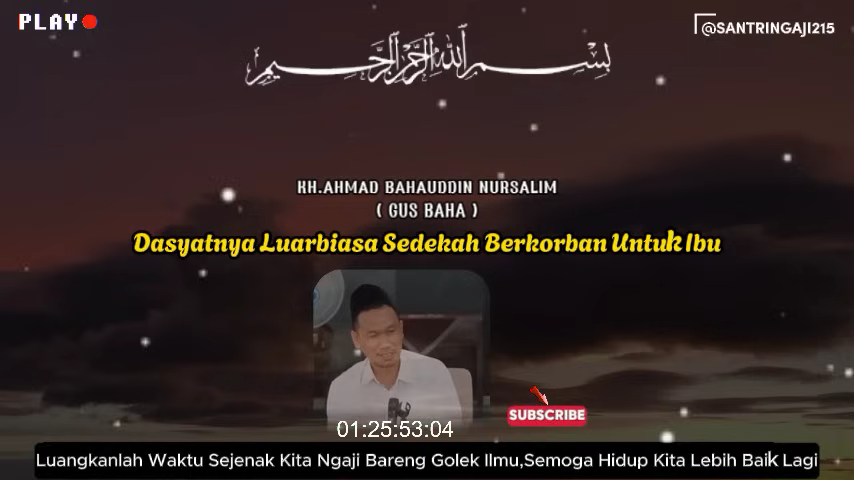 PLAY
@SANTRINGAJI215
بسم الله الرحمن الرحيم
KH.AHMAD BAHAUDDIN NURSALIM
( GUS BAHA )
Dasyatnya Luarbiasa Sedekah Berkorban Untuk Ibu
SUBSCRIBE
01:25:53:04
Luangkanlah Waktu Sejenak Kita Ngaji Bareng Golek Ilmu,Semoga Hidup Kita Lebih Baik Lagi